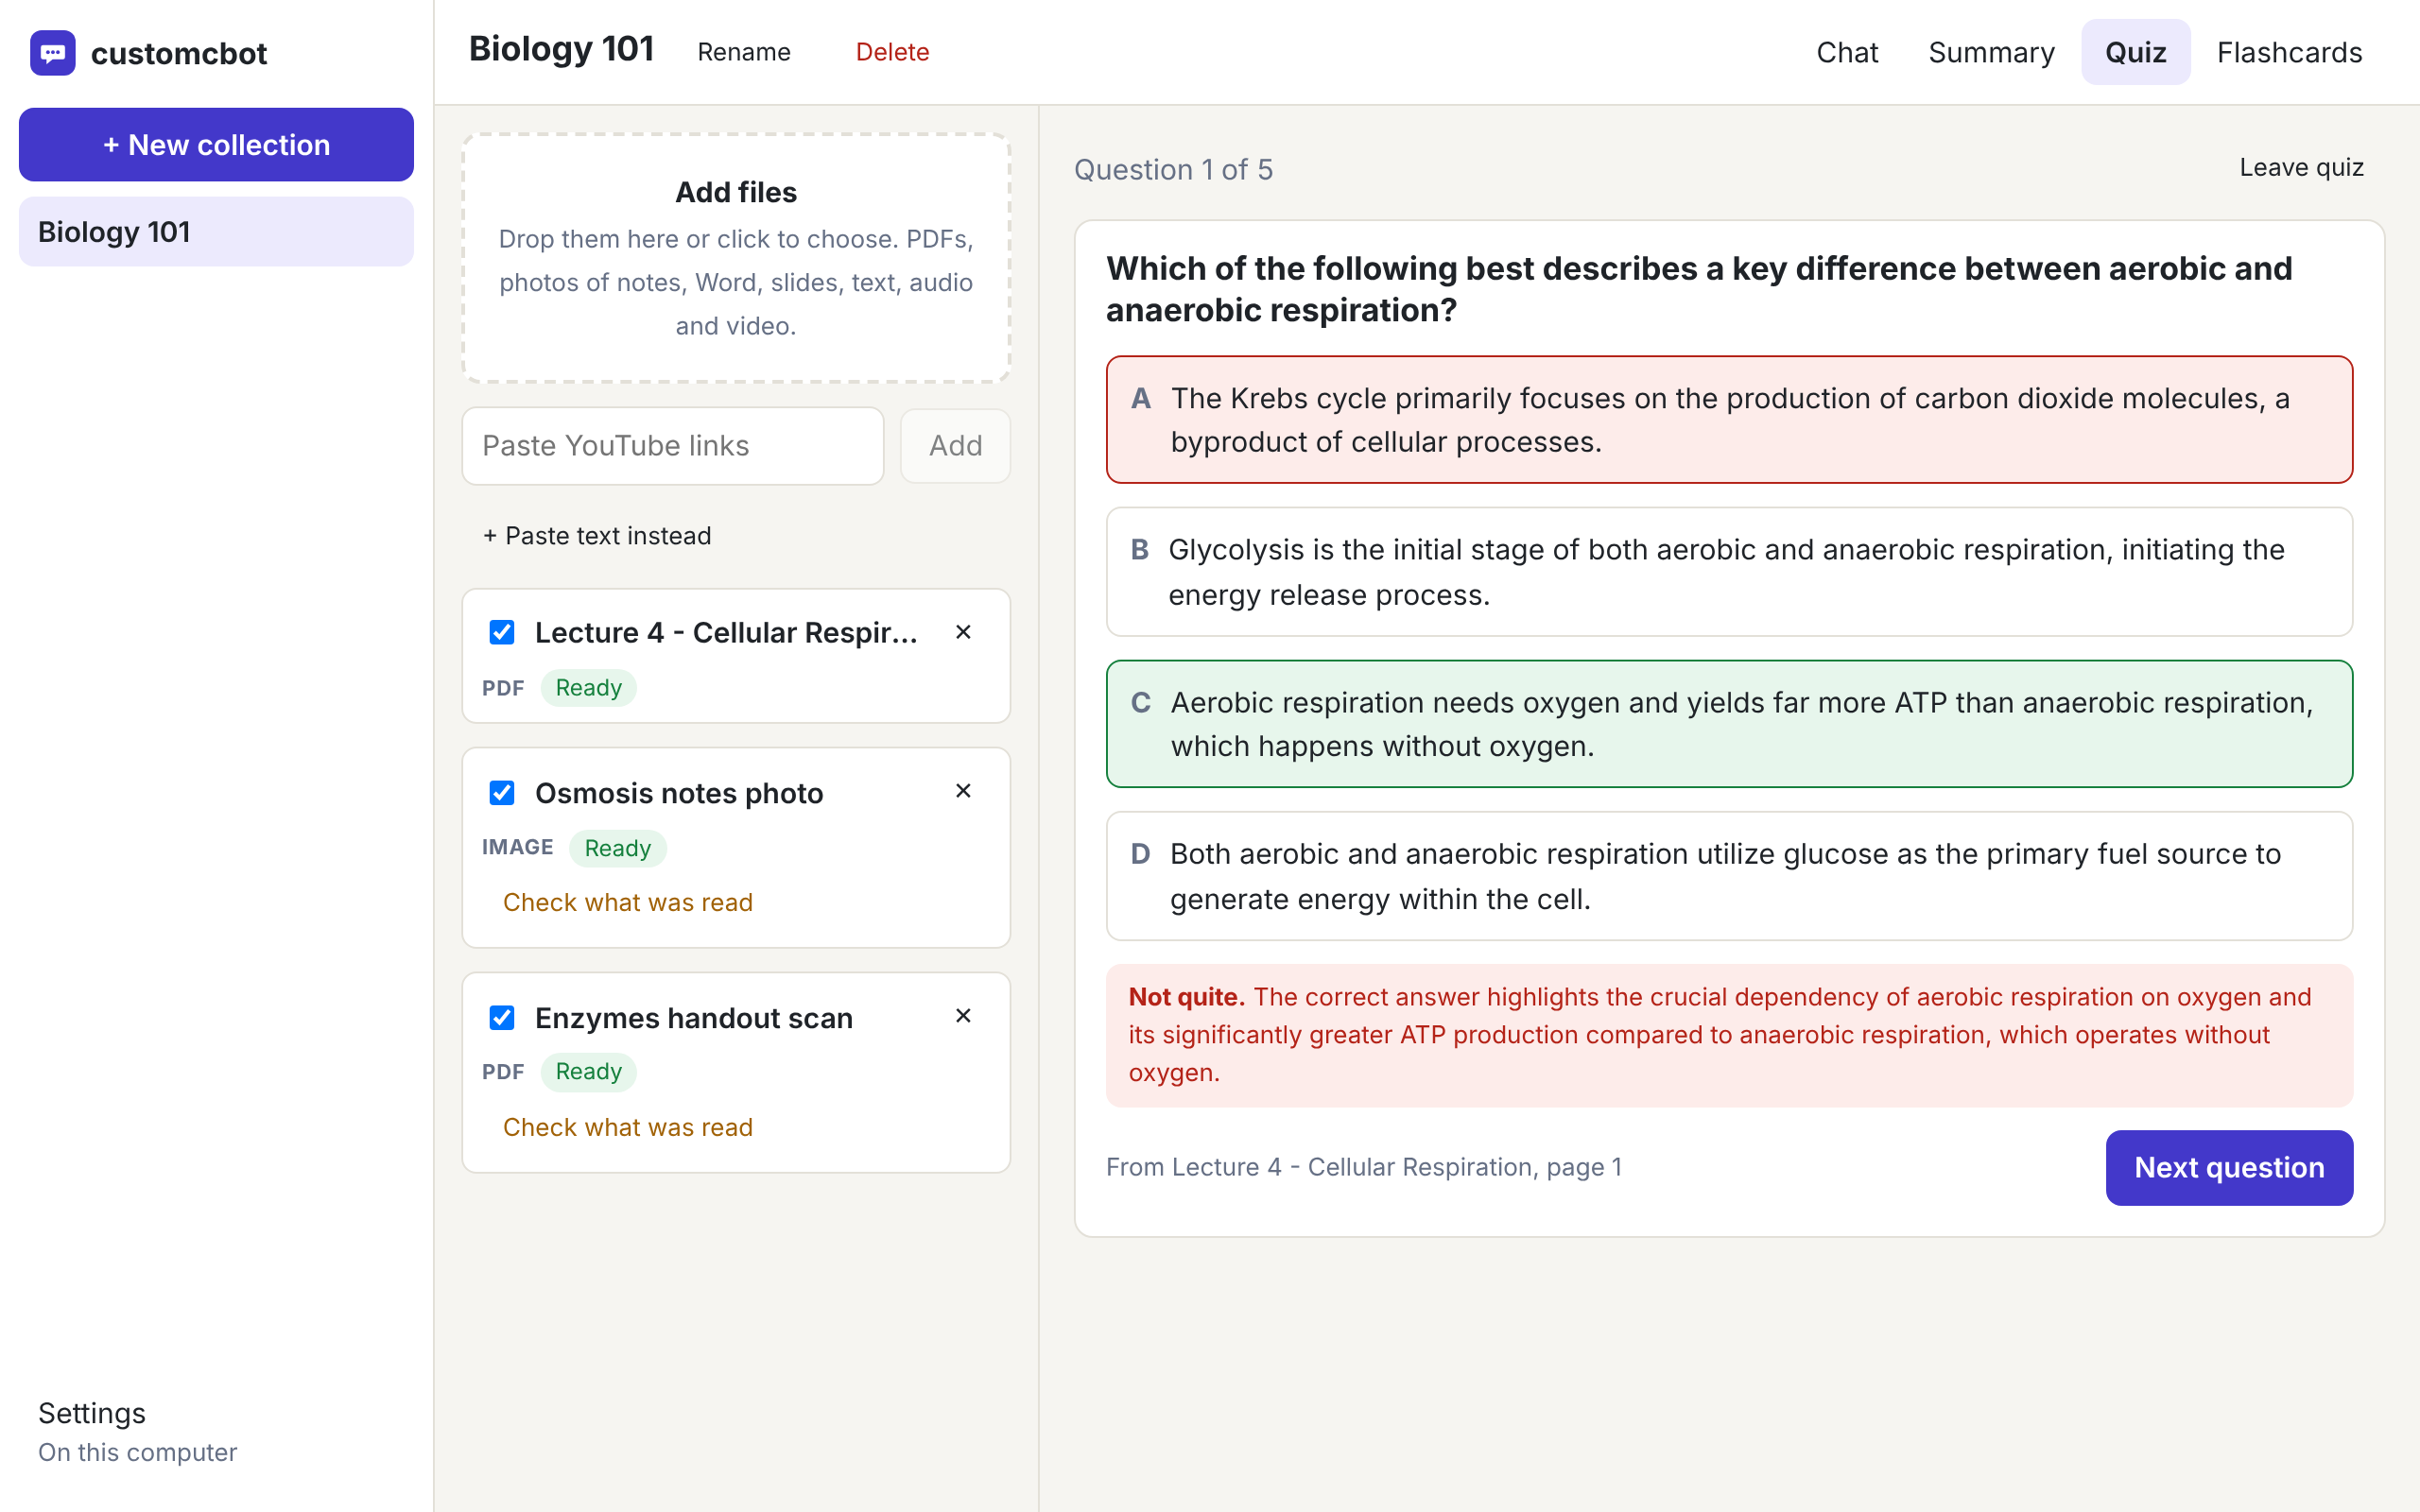 customcbot
+ New collection
Biology 101
Settings
On this computer
Biology 101 Rename Delete
Chat Summary Quiz Flashcards
Add files
Drop them here or click to choose. PDFs,
photos of notes, Word, slides, text, audio
and video.
Paste YouTube links Add
+ Paste text instead
Lecture 4 - Cellular Respir... ×
PDF Ready
Osmosis notes photo ×
IMAGE Ready
Check what was read
Enzymes handout scan ×
PDF Ready
Check what was read
Question 1 of 5 Leave quiz
Which of the following best describes a key difference between aerobic and
anaerobic respiration?
A The Krebs cycle primarily focuses on the production of carbon dioxide molecules, a
byproduct of cellular processes.
B Glycolysis is the initial stage of both aerobic and anaerobic respiration, initiating the
energy release process.
C Aerobic respiration needs oxygen and yields far more ATP than anaerobic respiration,
which happens without oxygen.
D Both aerobic and anaerobic respiration utilize glucose as the primary fuel source to
generate energy within the cell.
Not quite. The correct answer highlights the crucial dependency of aerobic respiration on oxygen and
its significantly greater ATP production compared to anaerobic respiration, which operates without
oxygen.
From Lecture 4 - Cellular Respiration, page 1 Next question